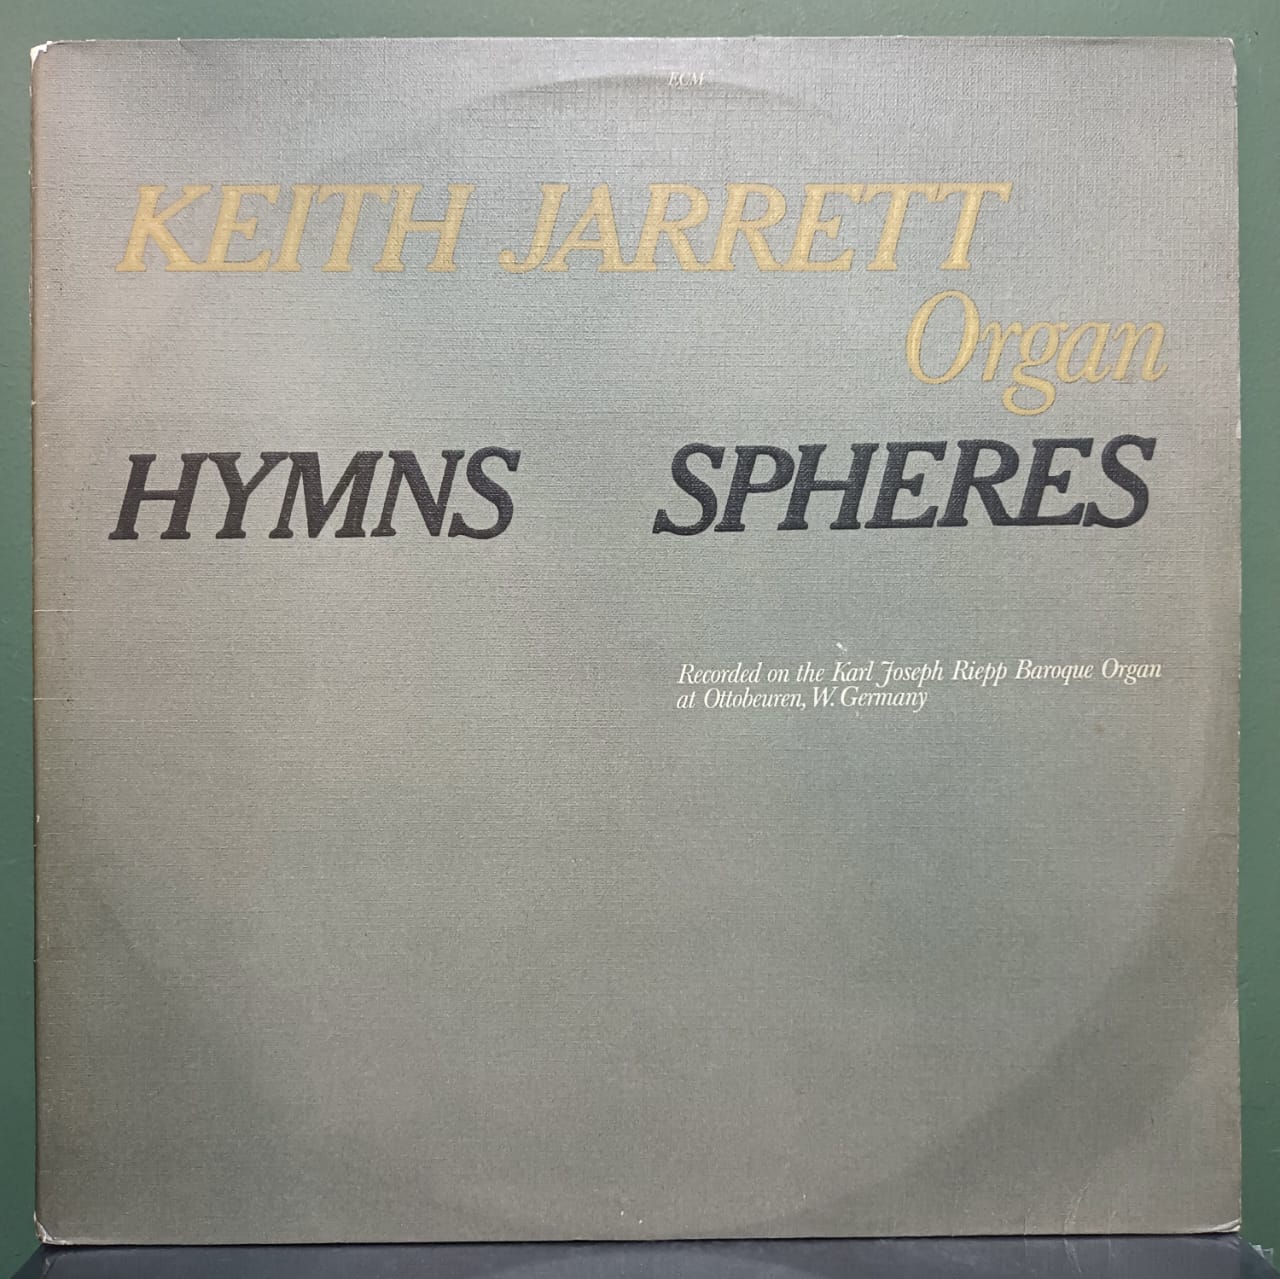 ECM
KEITH JARRETT
Organ
HYMNS SPHERES
Recorded on the Karl Joseph Riepp Baroque Organ
at Ottobeuren, W. Germany